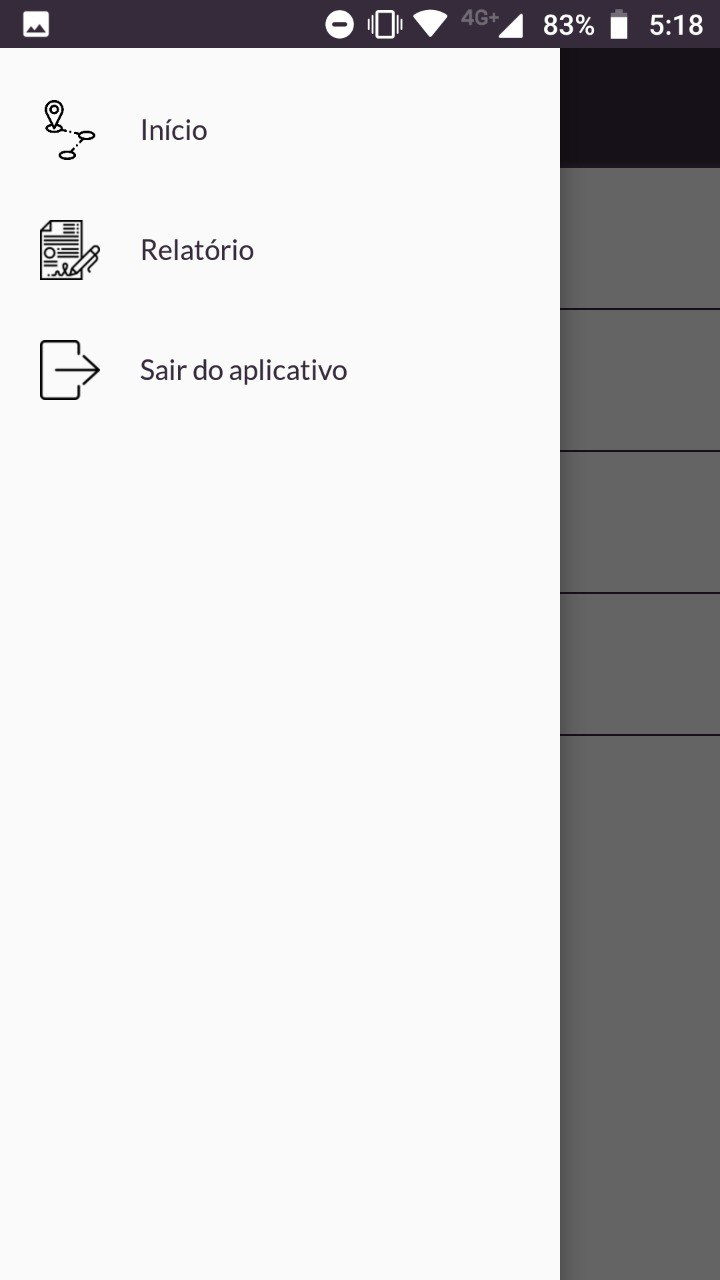 4G+ 83% 5:18
Início
Relatório
Sair do aplicativo